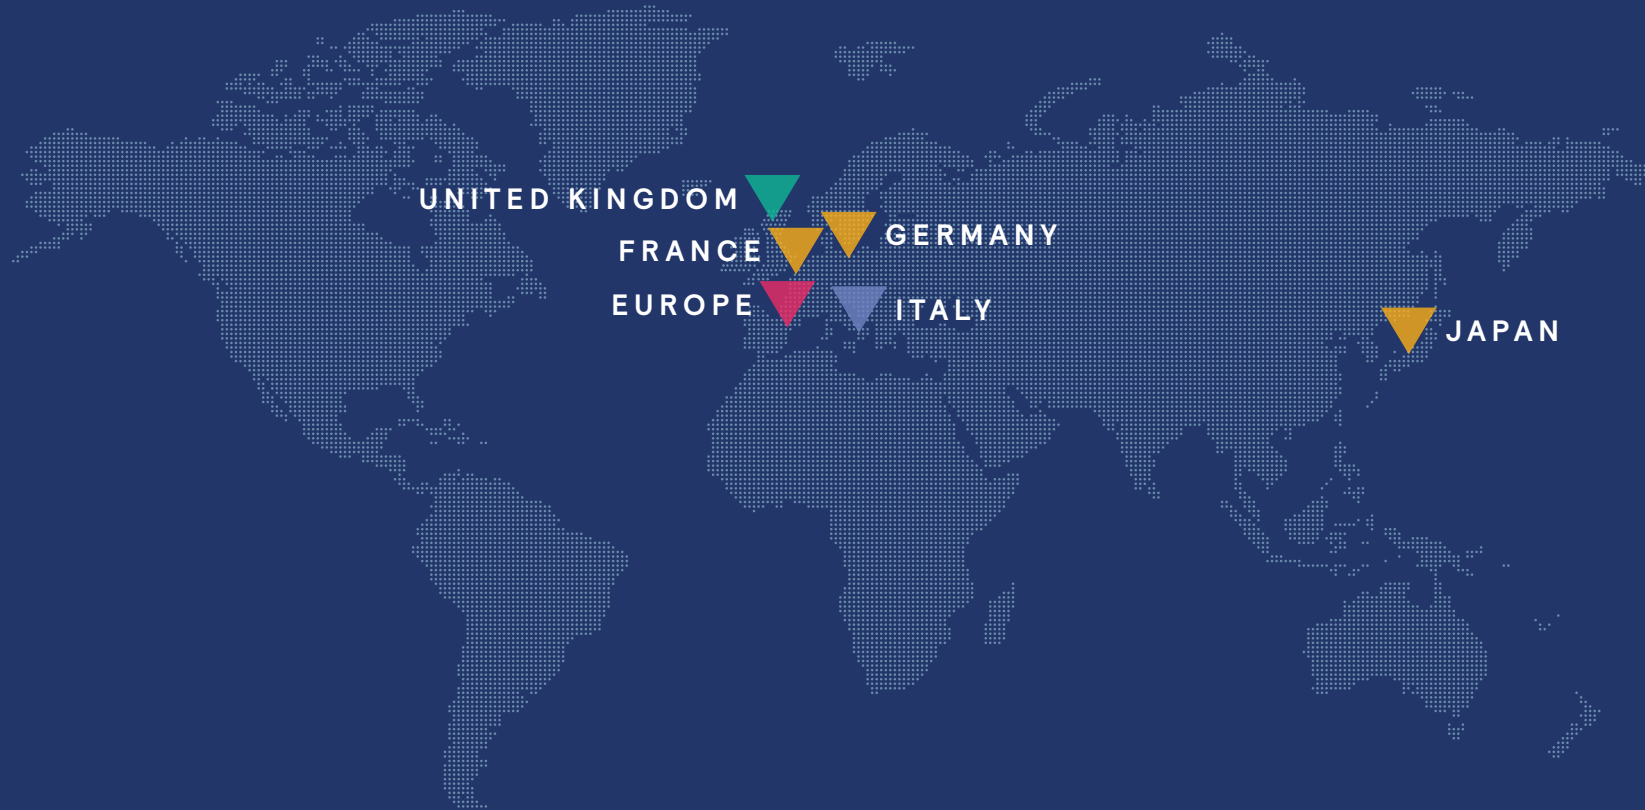 UNITED KINGDOM
GERMANY
FRANCE
EUROPE
ITALY
JAPAN